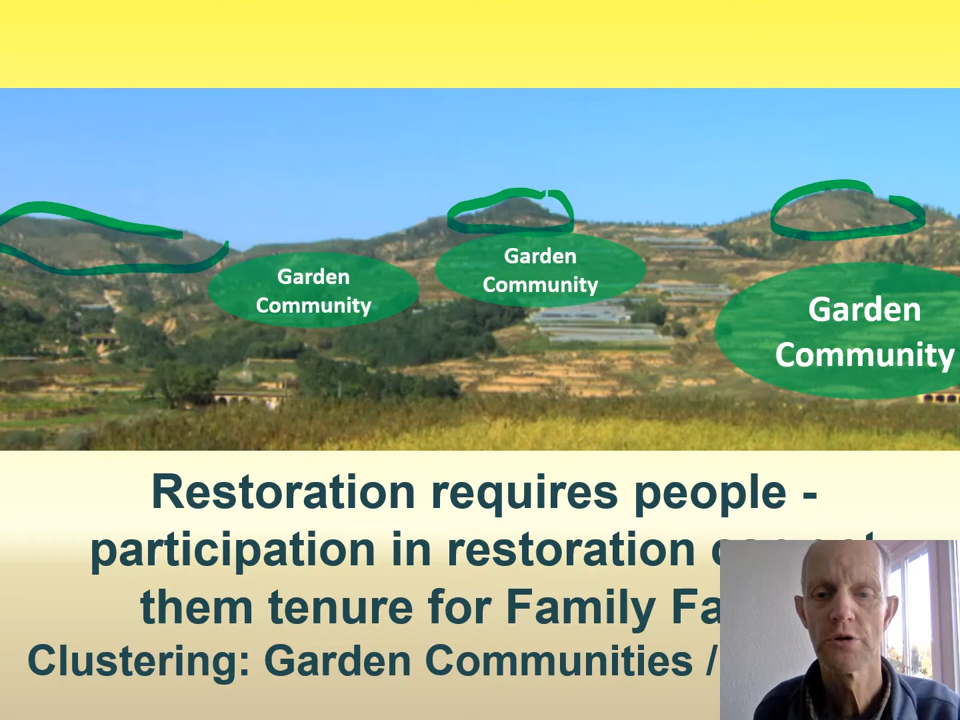 Garden
Community
Garden
Community
Garden
Community
Restoration requires people -
participation in restoration
them tenure for Family
Clustering: Garden Communities /